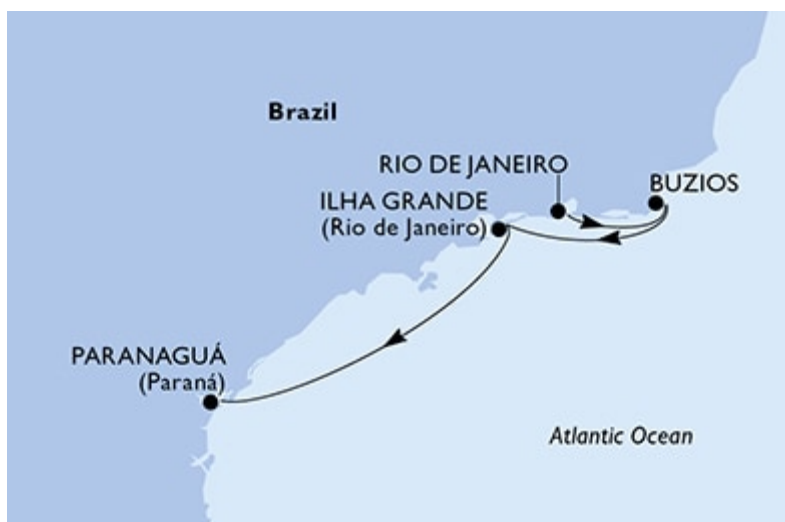 Brazil
RIO DE JANEIRO
BUZIOS
ILHA GRANDE
(Rio de Janeiro)
PARANAGUÁ
(Paraná)
Atlantic Ocean